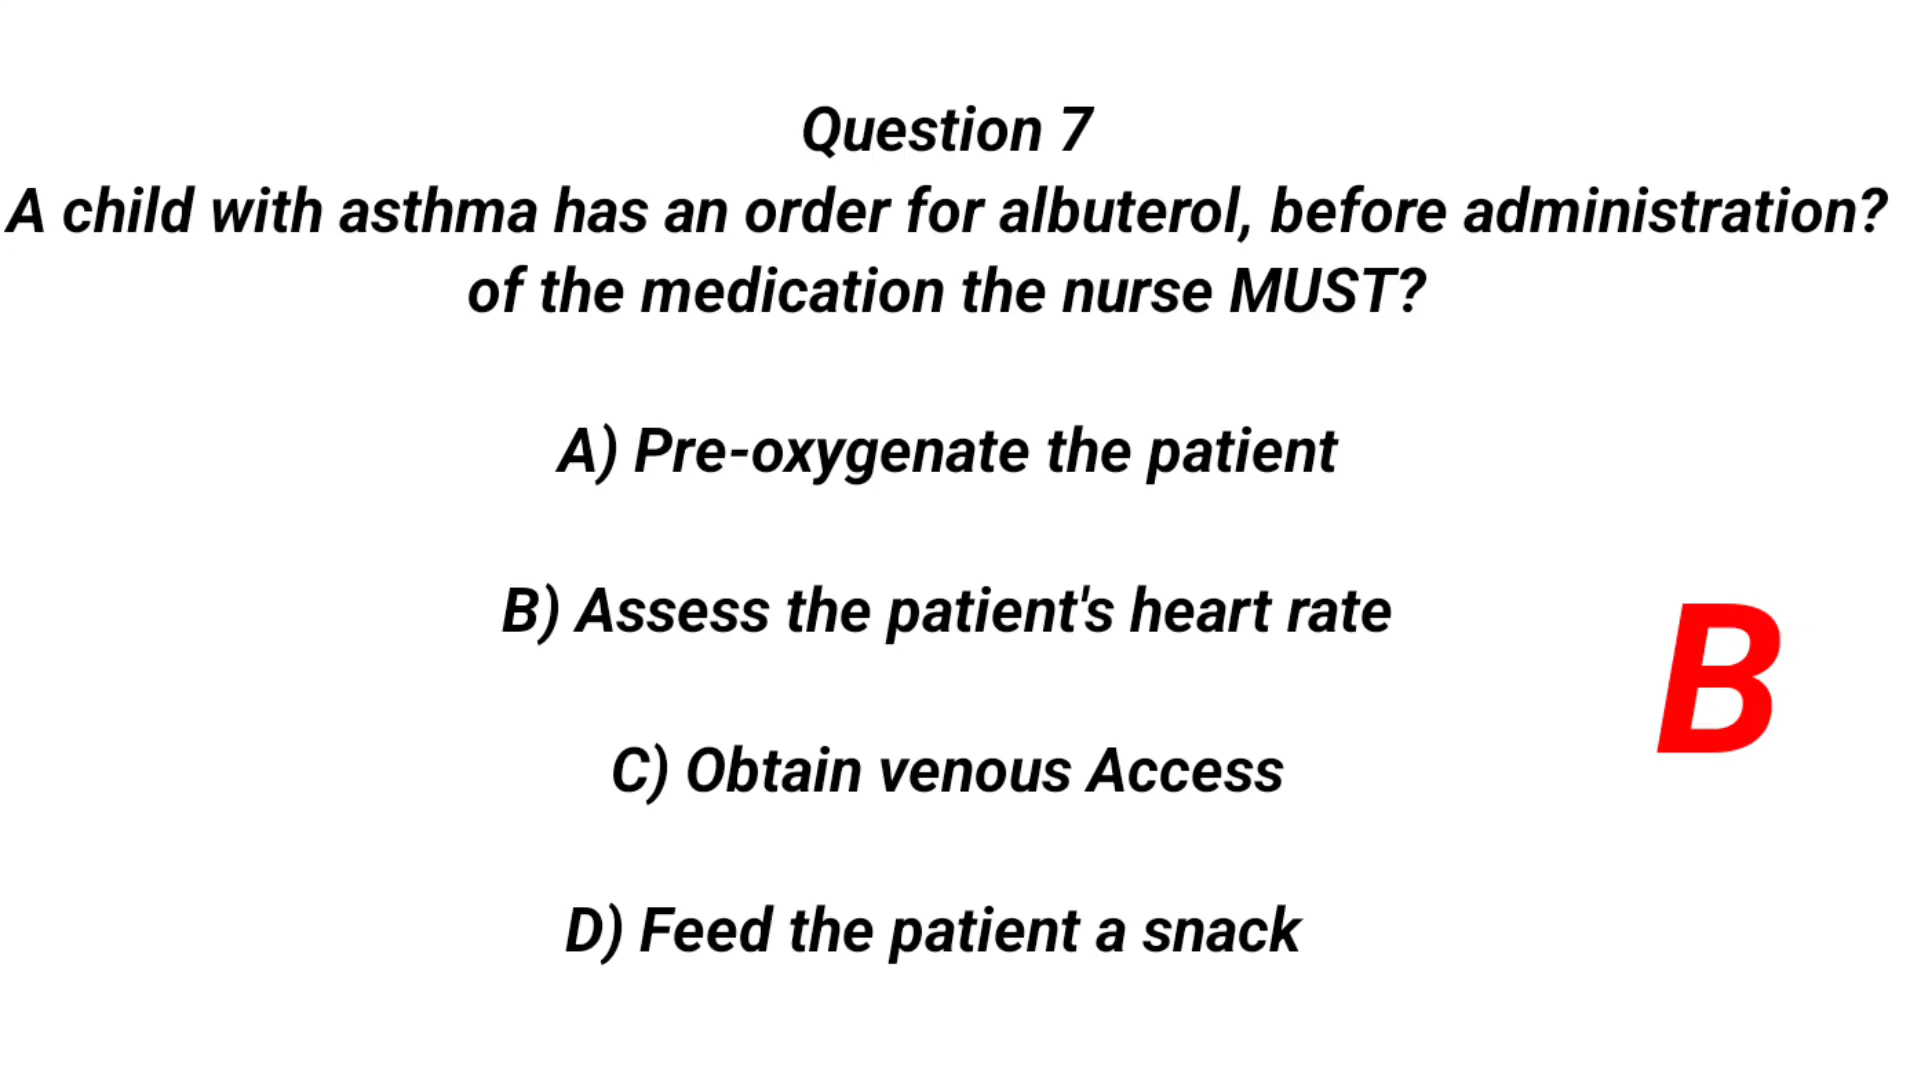 Question 7
A child with asthma has an order for albuterol, before administration?
of the medication the nurse MUST?
A) Pre-oxygenate the patient
B) Assess the patient's heart rate
B
C) Obtain venous Access
D) Feed the patient a snack